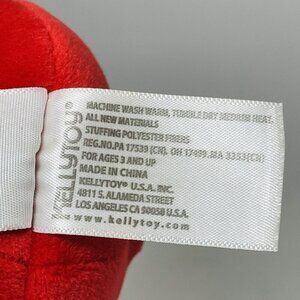 KELLYTOY®
MACHINE WASH WARM, TUMBLE DRY MEDIUM HEAT.
ALL NEW MATERIALS
STUFFING POLYESTER FIBERS
REG.NO.PA 17539 (CN), OH 17499.MA 3333(CN)
FOR AGES 3 AND UP
MADE IN CHINA
KELLYTOY® U.S.A. INC.
4811 S. ALAMEDA STREET
LOS ANGELES CA 90058 U.S.A.
www.kellytoy.com